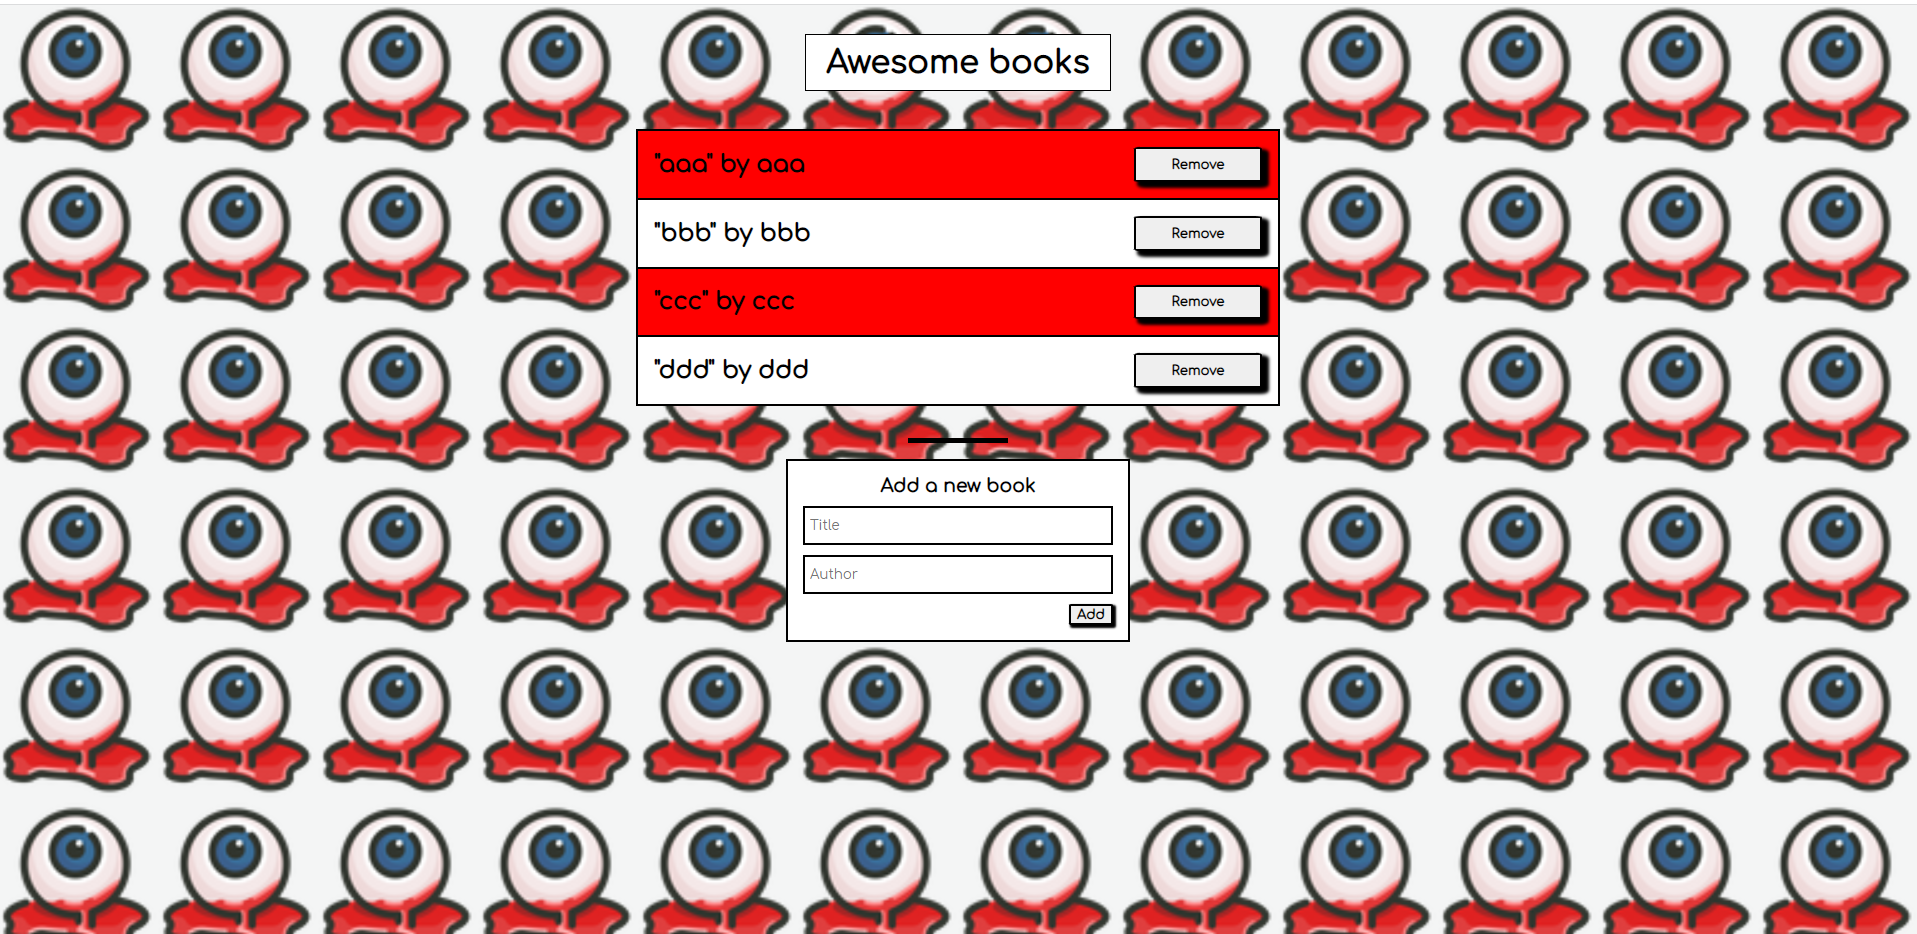 Awesome books
"aaa" by aaa
Remove
"bbb" by bbb
Remove
"ccc" by ccc
Remove
"ddd" by ddd
Remove
Add a new book
Title
Author
Add